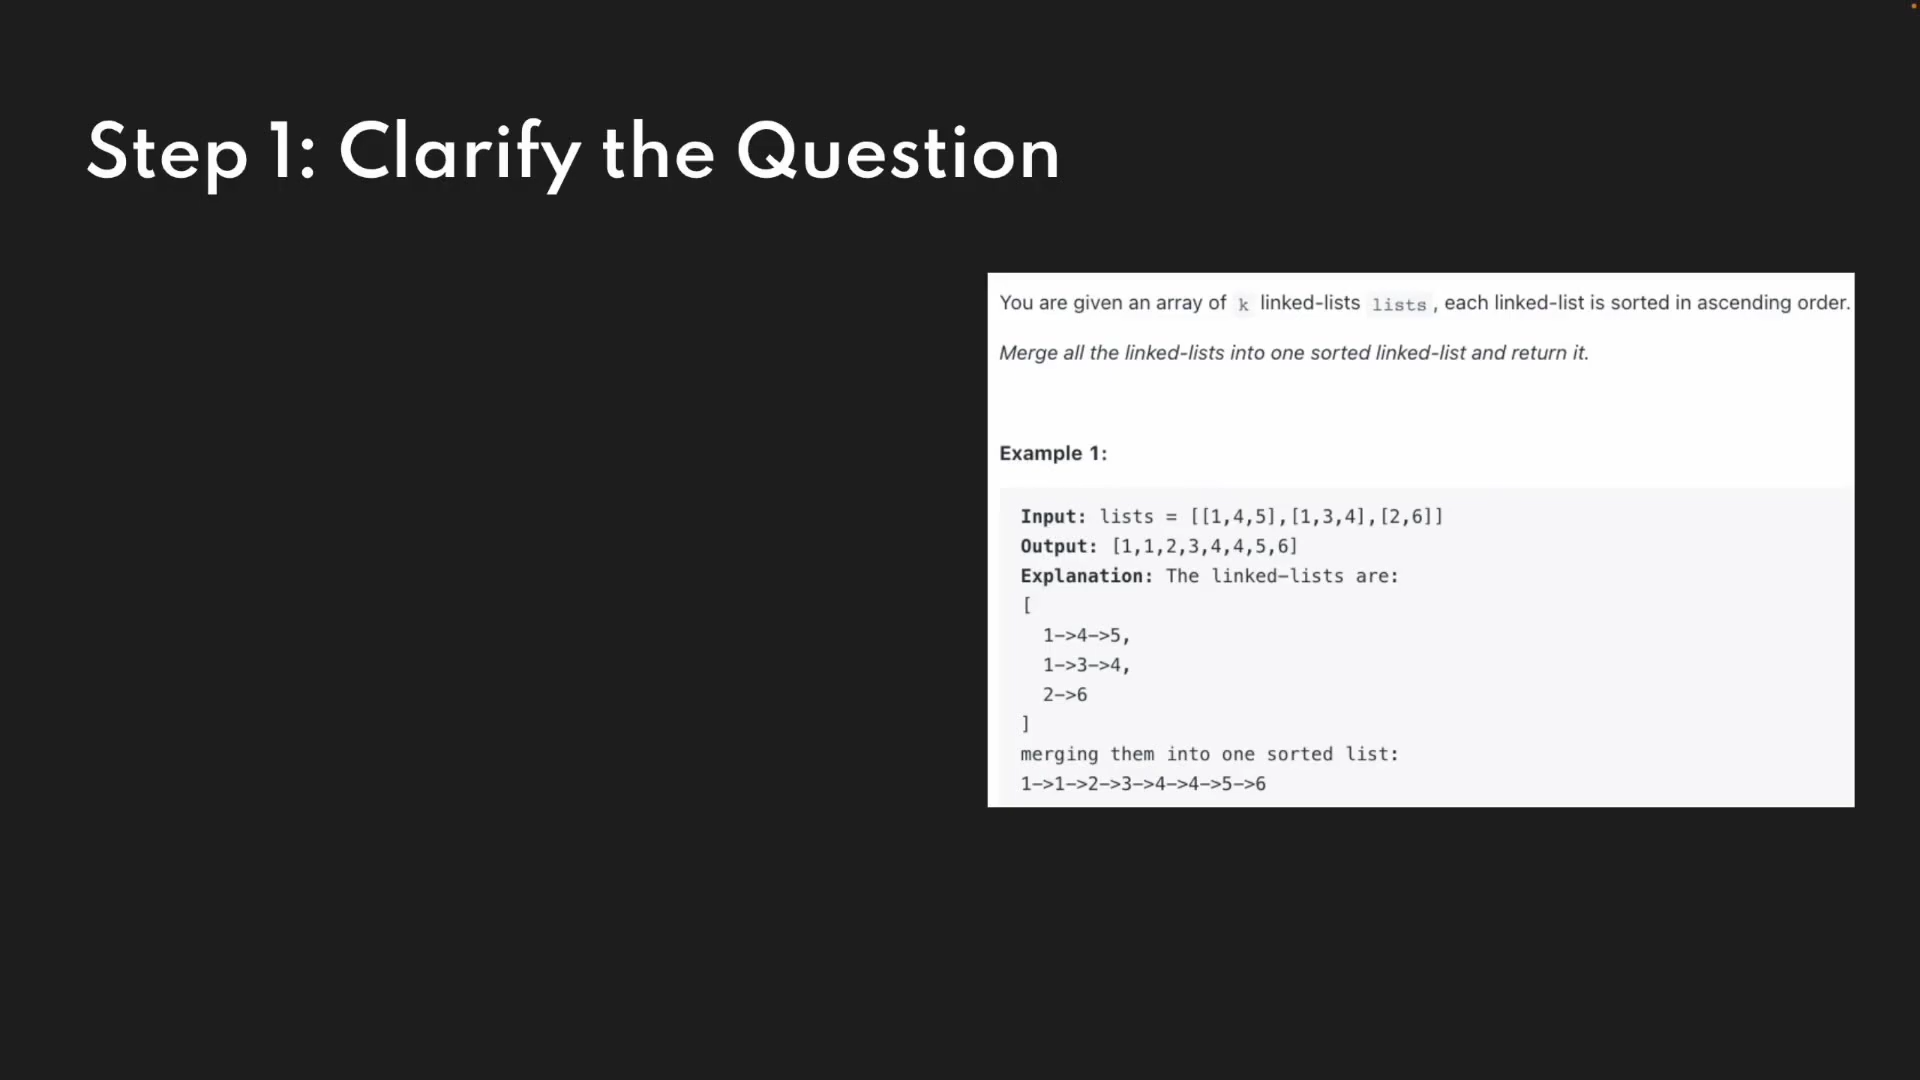 Step 1: Clarify the Question
You are given an array of k linked-lists lists, each linked-list is sorted in ascending order.
Merge all the linked-lists into one sorted linked-list and return it.
Example 1:
Input: lists = [[1,4,5],[1,3,4],[2,6]]
Output: [1,1,2,3,4,4,5,6]
Explanation: The linked-lists are:
[
  1->4->5,
  1->3->4,
  2->6
]
merging them into one sorted list:
1->1->2->3->4->4->5->6